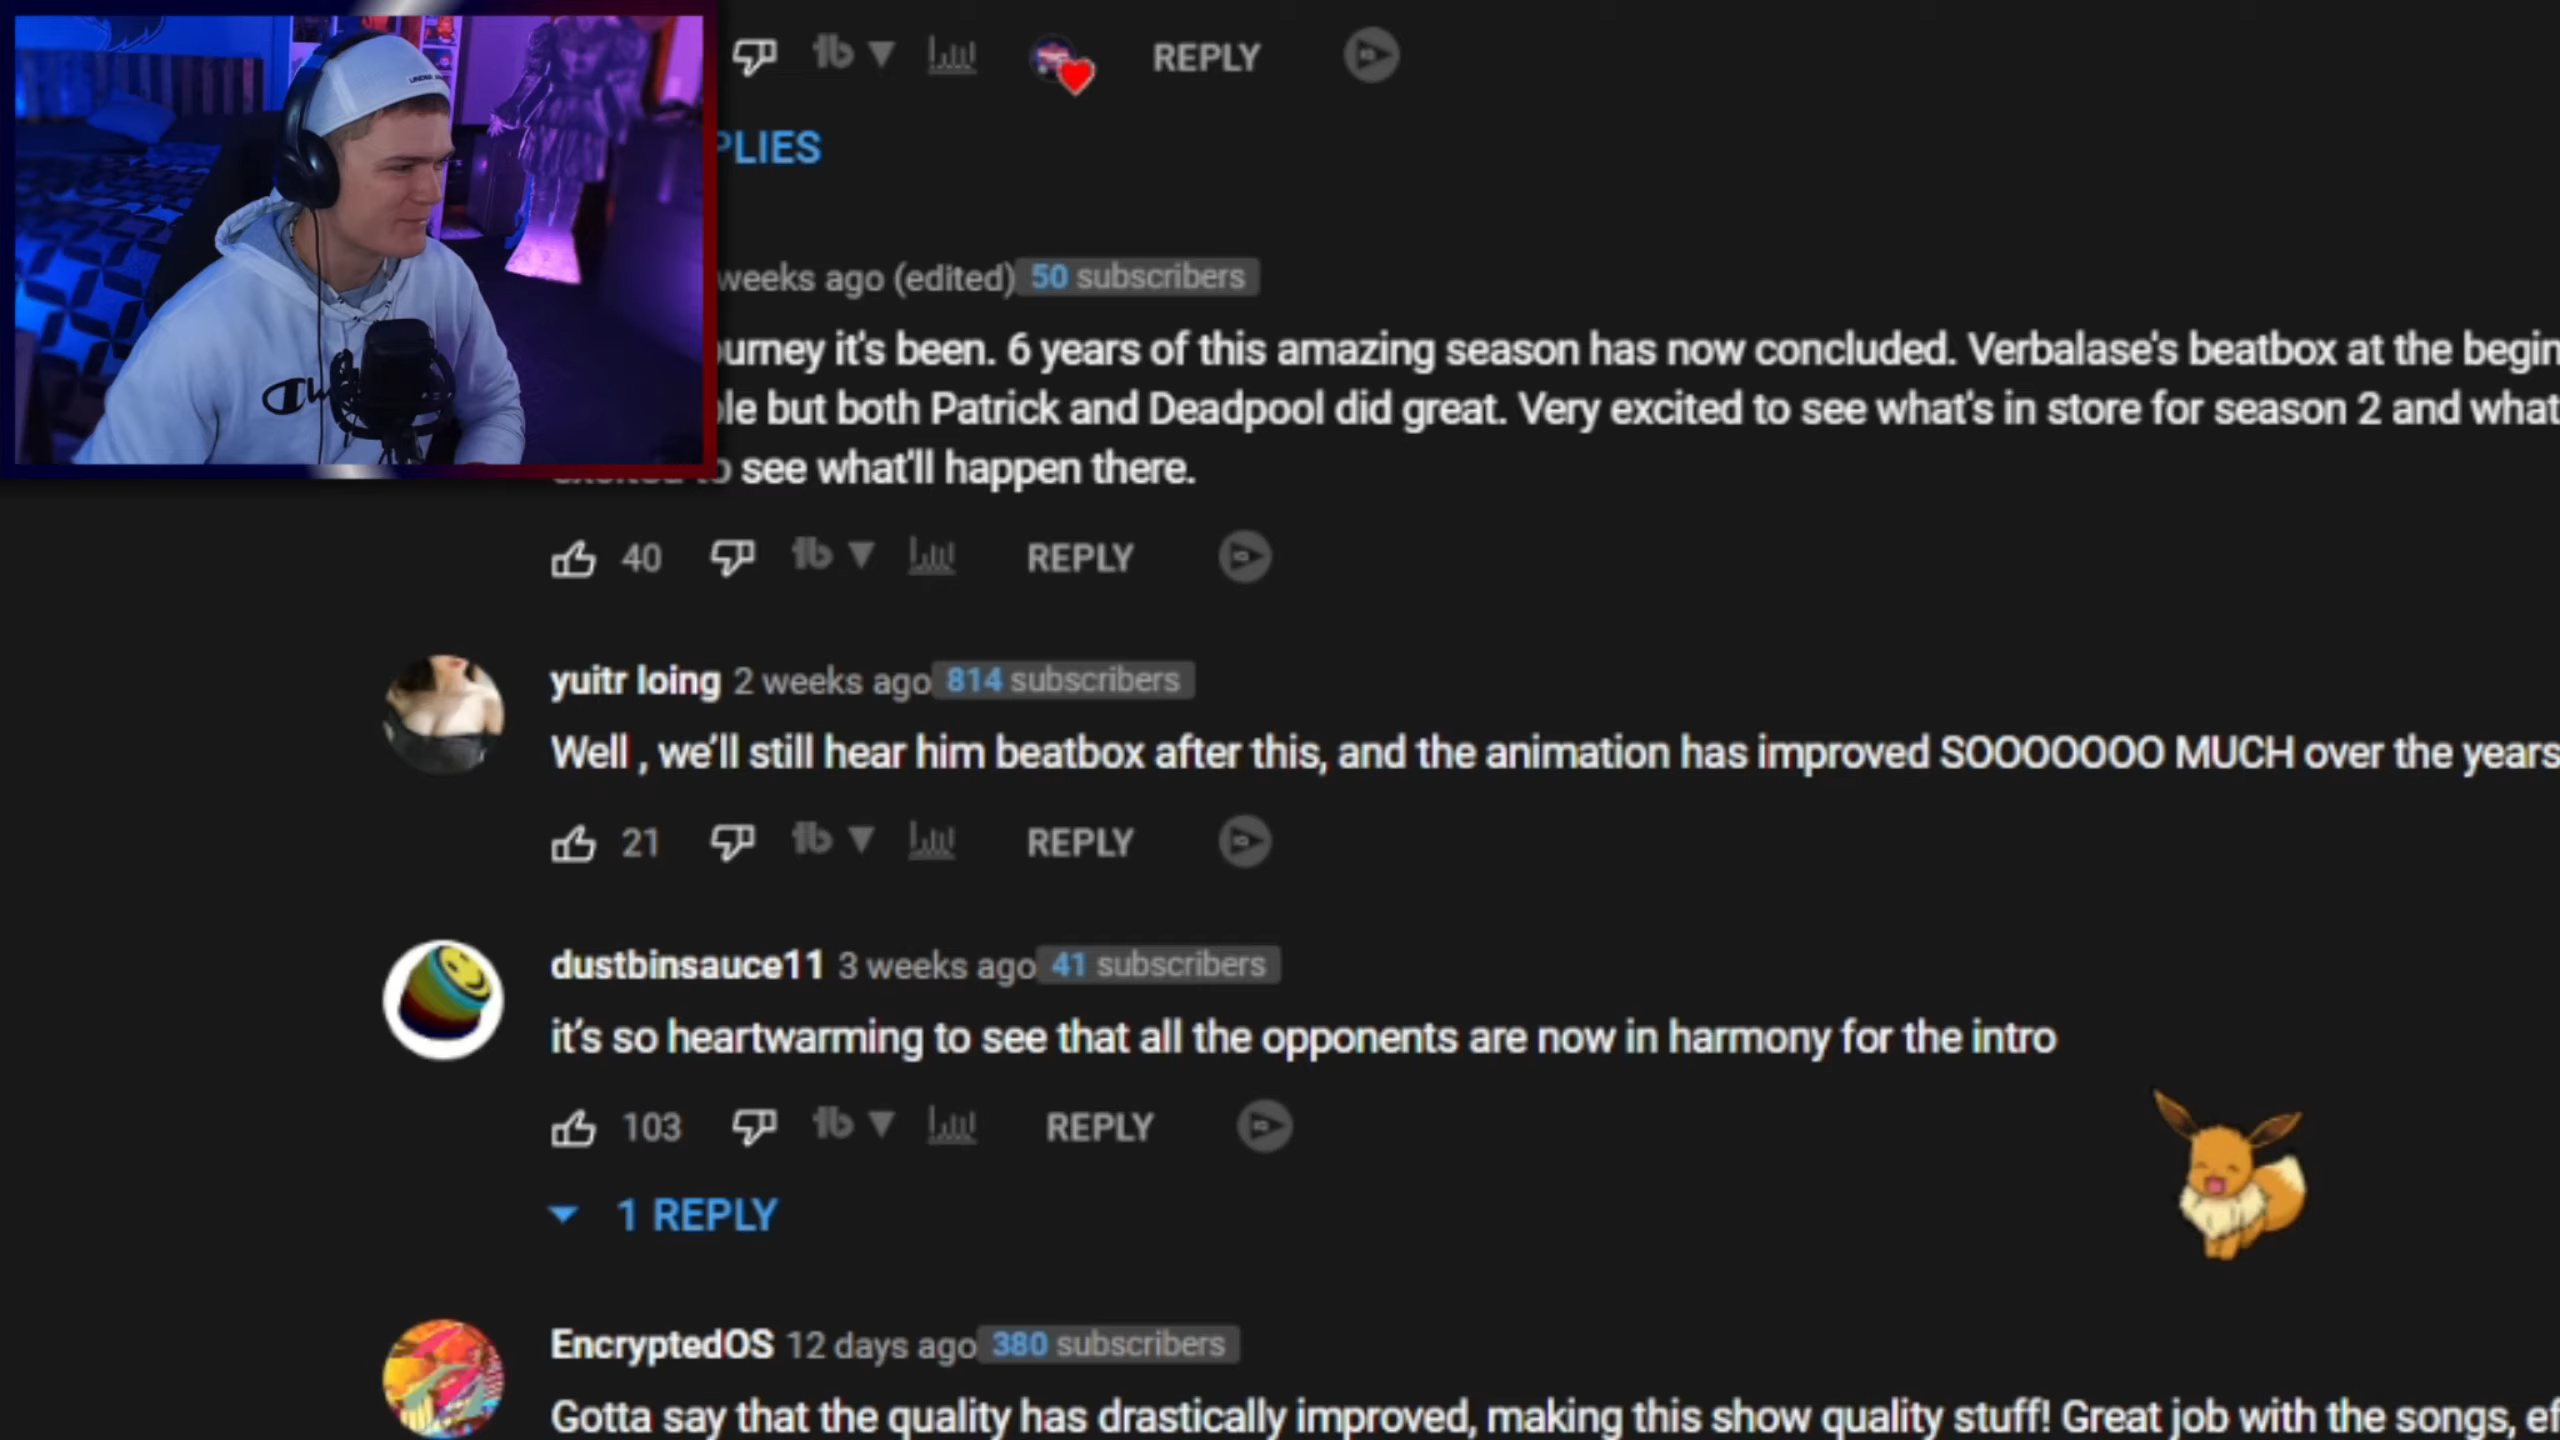 REPLY
PLIES
weeks ago (edited) 50 subscribers
urney it's been. 6 years of this amazing season has now concluded. Verbalase's beatbox at the begin
but both Patrick and Deadpool did great. Very excited to see what's in store for season 2 and what
see what'll happen there.
40 REPLY
yuitr loing 2 weeks ago 814 subscribers
Well , we’ll still hear him beatbox after this, and the animation has improved SOOOOOOO MUCH over the years
21 REPLY
dustbinsauce11 3 weeks ago 41 subscribers
it’s so heartwarming to see that all the opponents are now in harmony for the intro
103 REPLY
1 REPLY
EncryptedOS 12 days ago 380 subscribers
Gotta say that the quality has drastically improved, making this show quality stuff! Great job with the songs, ef